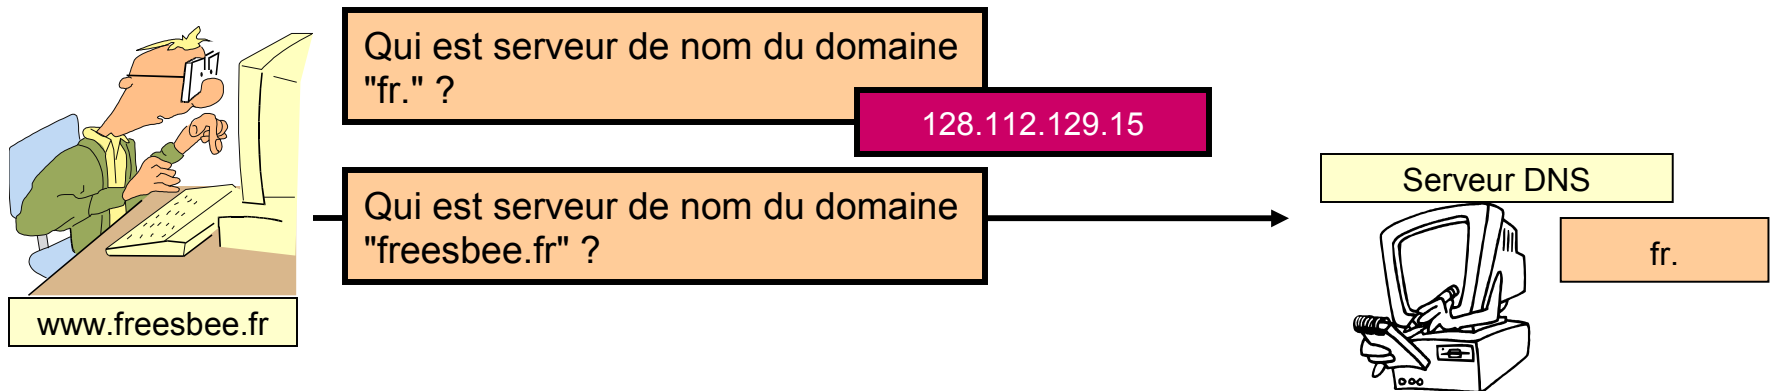 Qui est serveur de nom du domaine
"fr." ?
128.112.129.15
Qui est serveur de nom du domaine
"freesbee.fr" ?
Serveur DNS
fr.
www.freesbee.fr